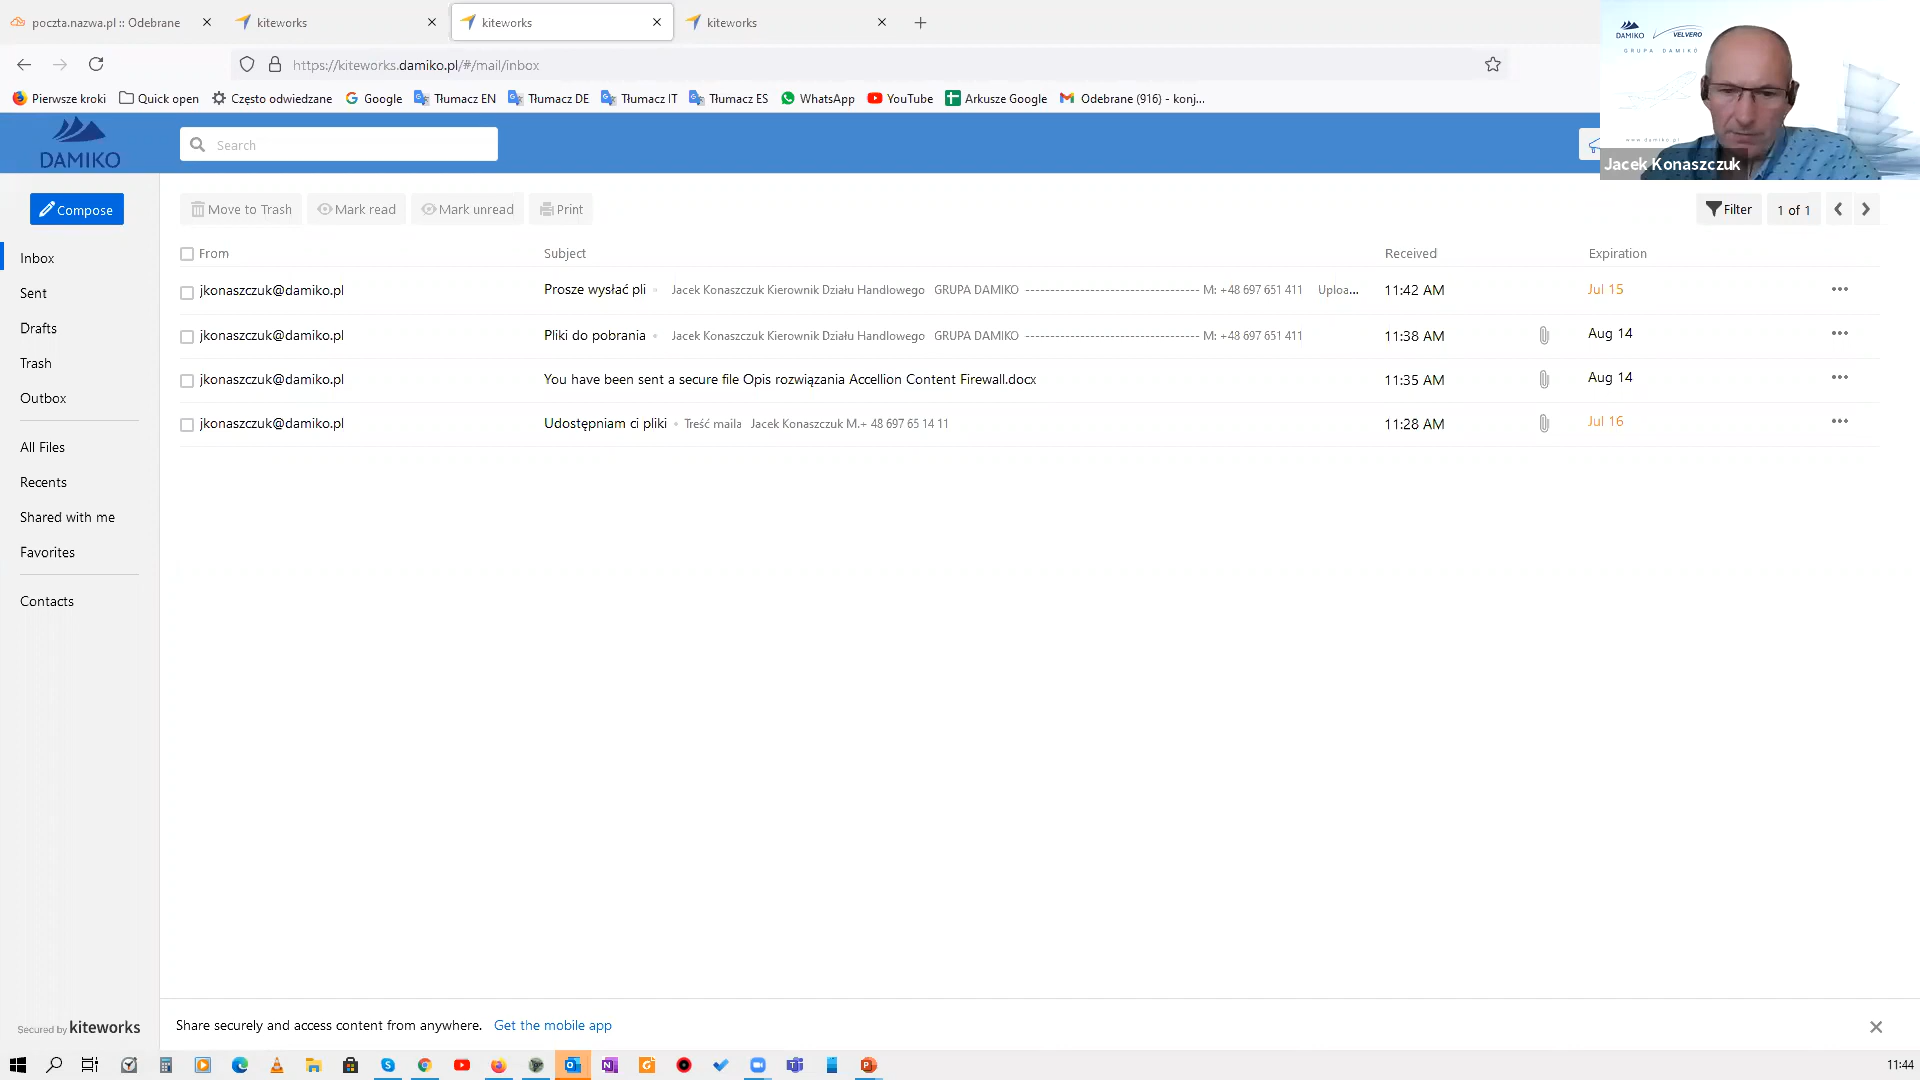 poczta.nazwa.pl :: Odebrane
kiteworks
kiteworks
kiteworks
https://kiteworks.damiko.pl/#/mail/inbox
Pierwsze kroki Quick open Często odwiedzane Google Tłumacz EN Tłumacz DE Tłumacz IT Tłumacz ES WhatsApp YouTube Arkusze Google Odebrane (916) - konj...
DAMIKO
Search
DAMIKO VELVERO
GRUPA DAMIKO
www.damiko.pl
Jacek Konaszczuk
Compose
Move to Trash Mark read Mark unread Print
Filter 1 of 1
From Subject Received Expiration
jkonaszczuk@damiko.pl Prosze wysłać pli Jacek Konaszczuk Kierownik Działu Handlowego GRUPA DAMIKO ---------------------------------- M: +48 697 651 411 Uploa... 11:42 AM Jul 15
jkonaszczuk@damiko.pl Pliki do pobrania Jacek Konaszczuk Kierownik Działu Handlowego GRUPA DAMIKO ---------------------------------- M: +48 697 651 411 11:38 AM Aug 14
jkonaszczuk@damiko.pl You have been sent a secure file Opis rozwiązania Accellion Content Firewall.docx 11:35 AM Aug 14
jkonaszczuk@damiko.pl Udostępniam ci pliki Treść maila Jacek Konaszczuk M.+ 48 697 65 14 11 11:28 AM Jul 16
Inbox
Sent
Drafts
Trash
Outbox
All Files
Recents
Shared with me
Favorites
Contacts
Secured by kiteworks
Share securely and access content from anywhere. Get the mobile app
11:44